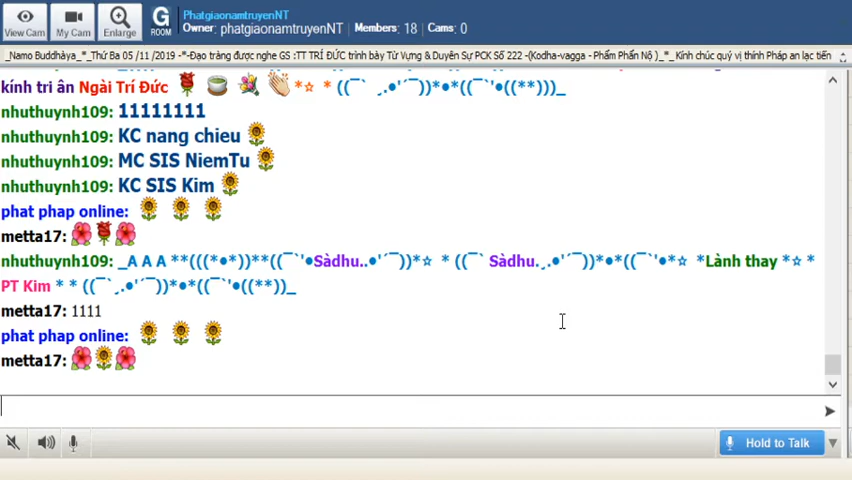 View Cam
My Cam
Enlarge
G
ROOM
PhatgiaonamtruyenNT
Owner: phatgiaonamtruyenNT Members: 18 Cams: 0
_Namo Buddhàya_*_Thứ Ba 05 /11 /2019 -*-Đạo tràng được nghe GS :TT TRÍ ĐỨC trình bày Từ Vựng & Duyên Sự PCK Số 222 -(Kodha-vagga - Phẩm Phẫn Nộ )_*_ Kính chúc quý vị thính Pháp an lạc tiến
kính tri ân Ngài Trí Đức *☆ * ((¯` ¸.•'´¯))*•*((¯`'•((**)))_
nhuthuynh109: 11111111
nhuthuynh109: KC nang chieu
nhuthuynh109: MC SIS NiemTu
nhuthuynh109: KC SIS Kim
phat phap online:
metta17:
nhuthuynh109: _A A A **(((*•*))**((¯`'•Sàdhu..•'´¯))*☆ * ((¯` Sàdhu.¸.•'´¯))*•*((¯`'•*☆ *Lành thay *☆ *
PT Kim * * ((¯`¸.•'´¯))*•*((¯`'•((**))_
metta17: 1111
phat phap online:
metta17:
Hold to Talk